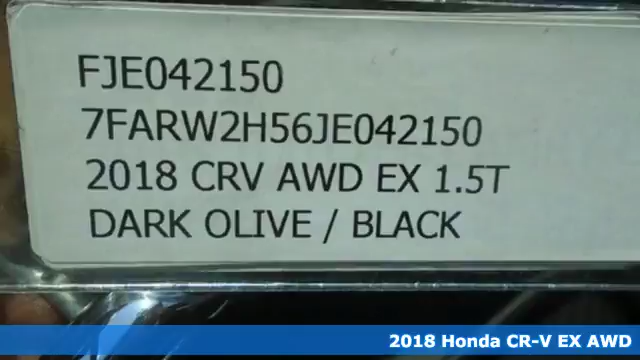 FJE042150
7FARW2H56JE042150
2018 CRV AWD EX 1.5T
DARK OLIVE / BLACK
2018 Honda CR-V EX AWD